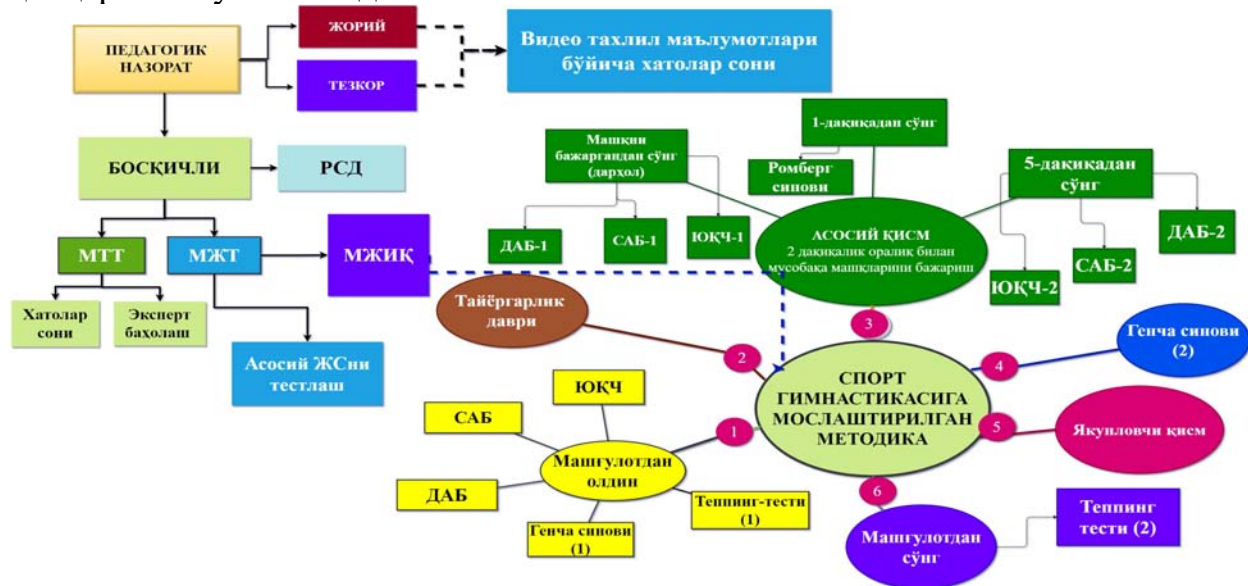 ПЕДАГОГИК
НАЗОРАТ
ЖОРИЙ
ТЕЗКОР
Видео тахлил маълумотлари
бўйича хатолар сони
БОСҚИЧЛИ
РСД
МТТ
МЖТ
МЖИҚ
Хатолар
сони
Эксперт
баҳолаш
Асосий ЖСни
тестлаш
Машқни
бажаргандан сўнг
(дарҳол)
1-дақиқадан сўнг
Ромберг
синови
5-дақиқадан
сўнг
ДАБ-1
САБ-1
ЮҚЧ-1
АСОСИЙ ҚИСМ
2 дақиқалик оралиқ билан
мусобақа машқларини бажариш
ЮҚЧ-2
САБ-2
ДАБ-2
Тайёргарлик
даври
2
3
4
Генча синови
(2)
СПОРТ
ГИМНАСТИКАСИГА
МОСЛАШТИРИЛГАН
МЕТОДИКА
5
Якунловчи қисм
1
ЮҚЧ
САБ
ДАБ
Машғулотдан
олдин
Генча синови
(1)
Теппинг-тести
(1)
6
Машғулотдан
сўнг
Теппинг
тести (2)